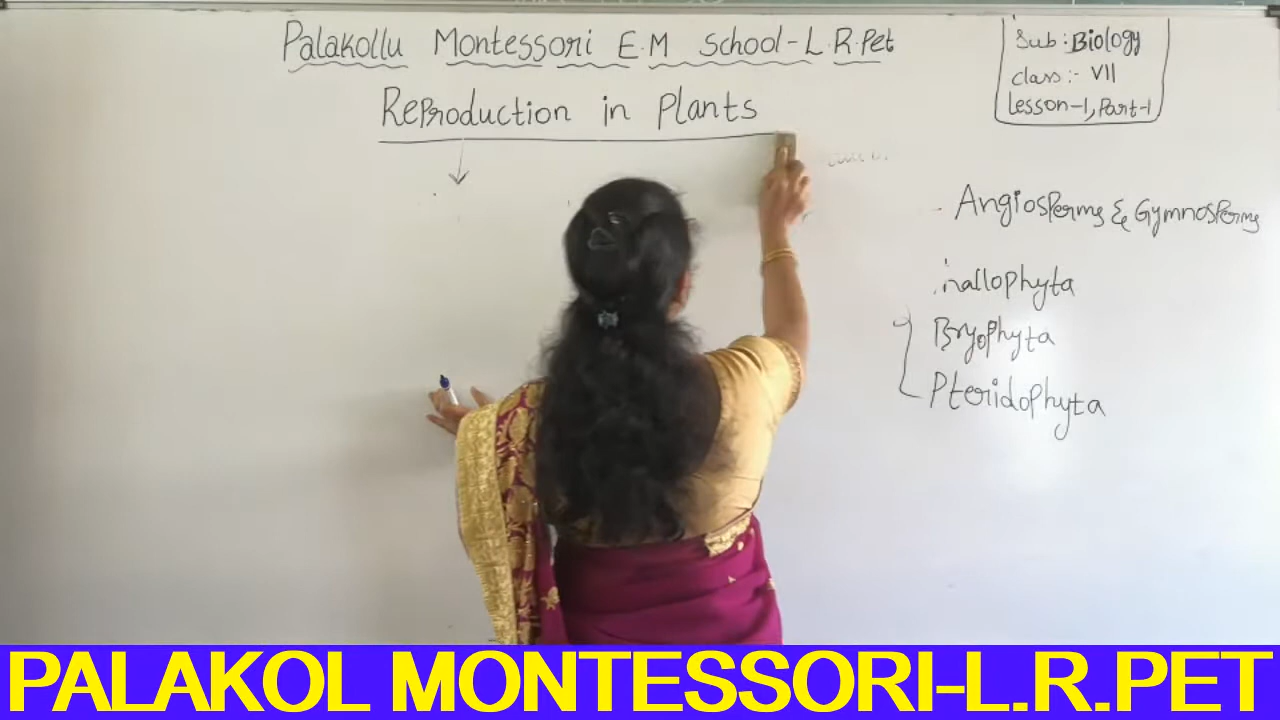 Palakollu Montessori E.M School-L.R.Pet
Reproduction in Plants
Sub:Biology
class:- VII
Lesson-1, Part-1
Angiosperms & Gymnosperms
Bryophyta
Pteridophyta
PALAKOL MONTESSORI-L.R.PET